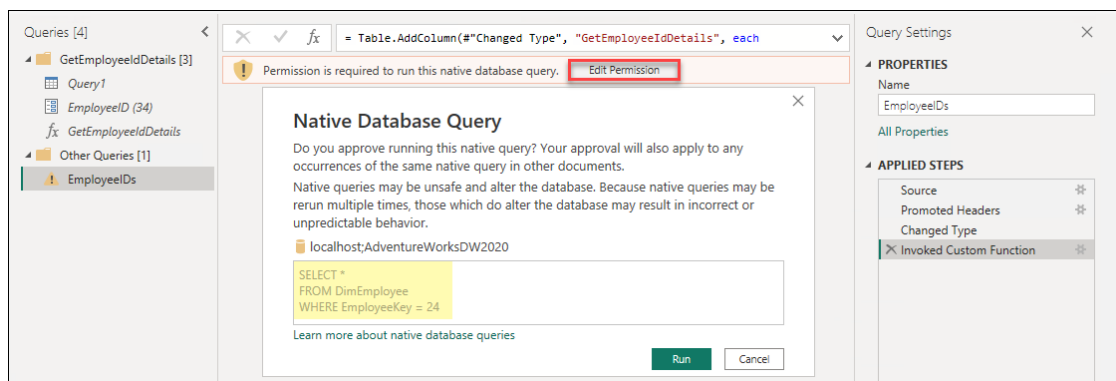 Queries [4]
GetEmployeeIdDetails [3]
Query1
EmployeeID (34)
fx GetEmployeeIdDetails
Other Queries [1]
EmployeeIDs
fx
= Table.AddColumn(#"Changed Type", "GetEmployeeIdDetails", each
Permission is required to run this native database query.
Edit Permission
Native Database Query
Do you approve running this native query? Your approval will also apply to any
occurrences of the same native query in other documents.
Native queries may be unsafe and alter the database. Because native queries may be
rerun multiple times, those which do alter the database may result in incorrect or
unpredictable behavior.
localhost;AdventureWorksDW2020
SELECT *
FROM DimEmployee
WHERE EmployeeKey = 24
Learn more about native database queries
Run
Cancel
Query Settings
PROPERTIES
Name
EmployeeIDs
All Properties
APPLIED STEPS
Source
Promoted Headers
Changed Type
Invoked Custom Function